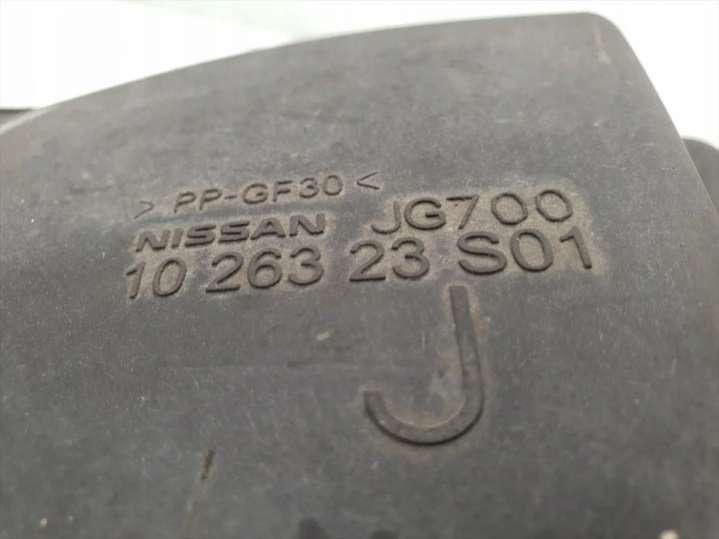 >PP-GF30<
NISSAN JG700
10 263 23 S01
J